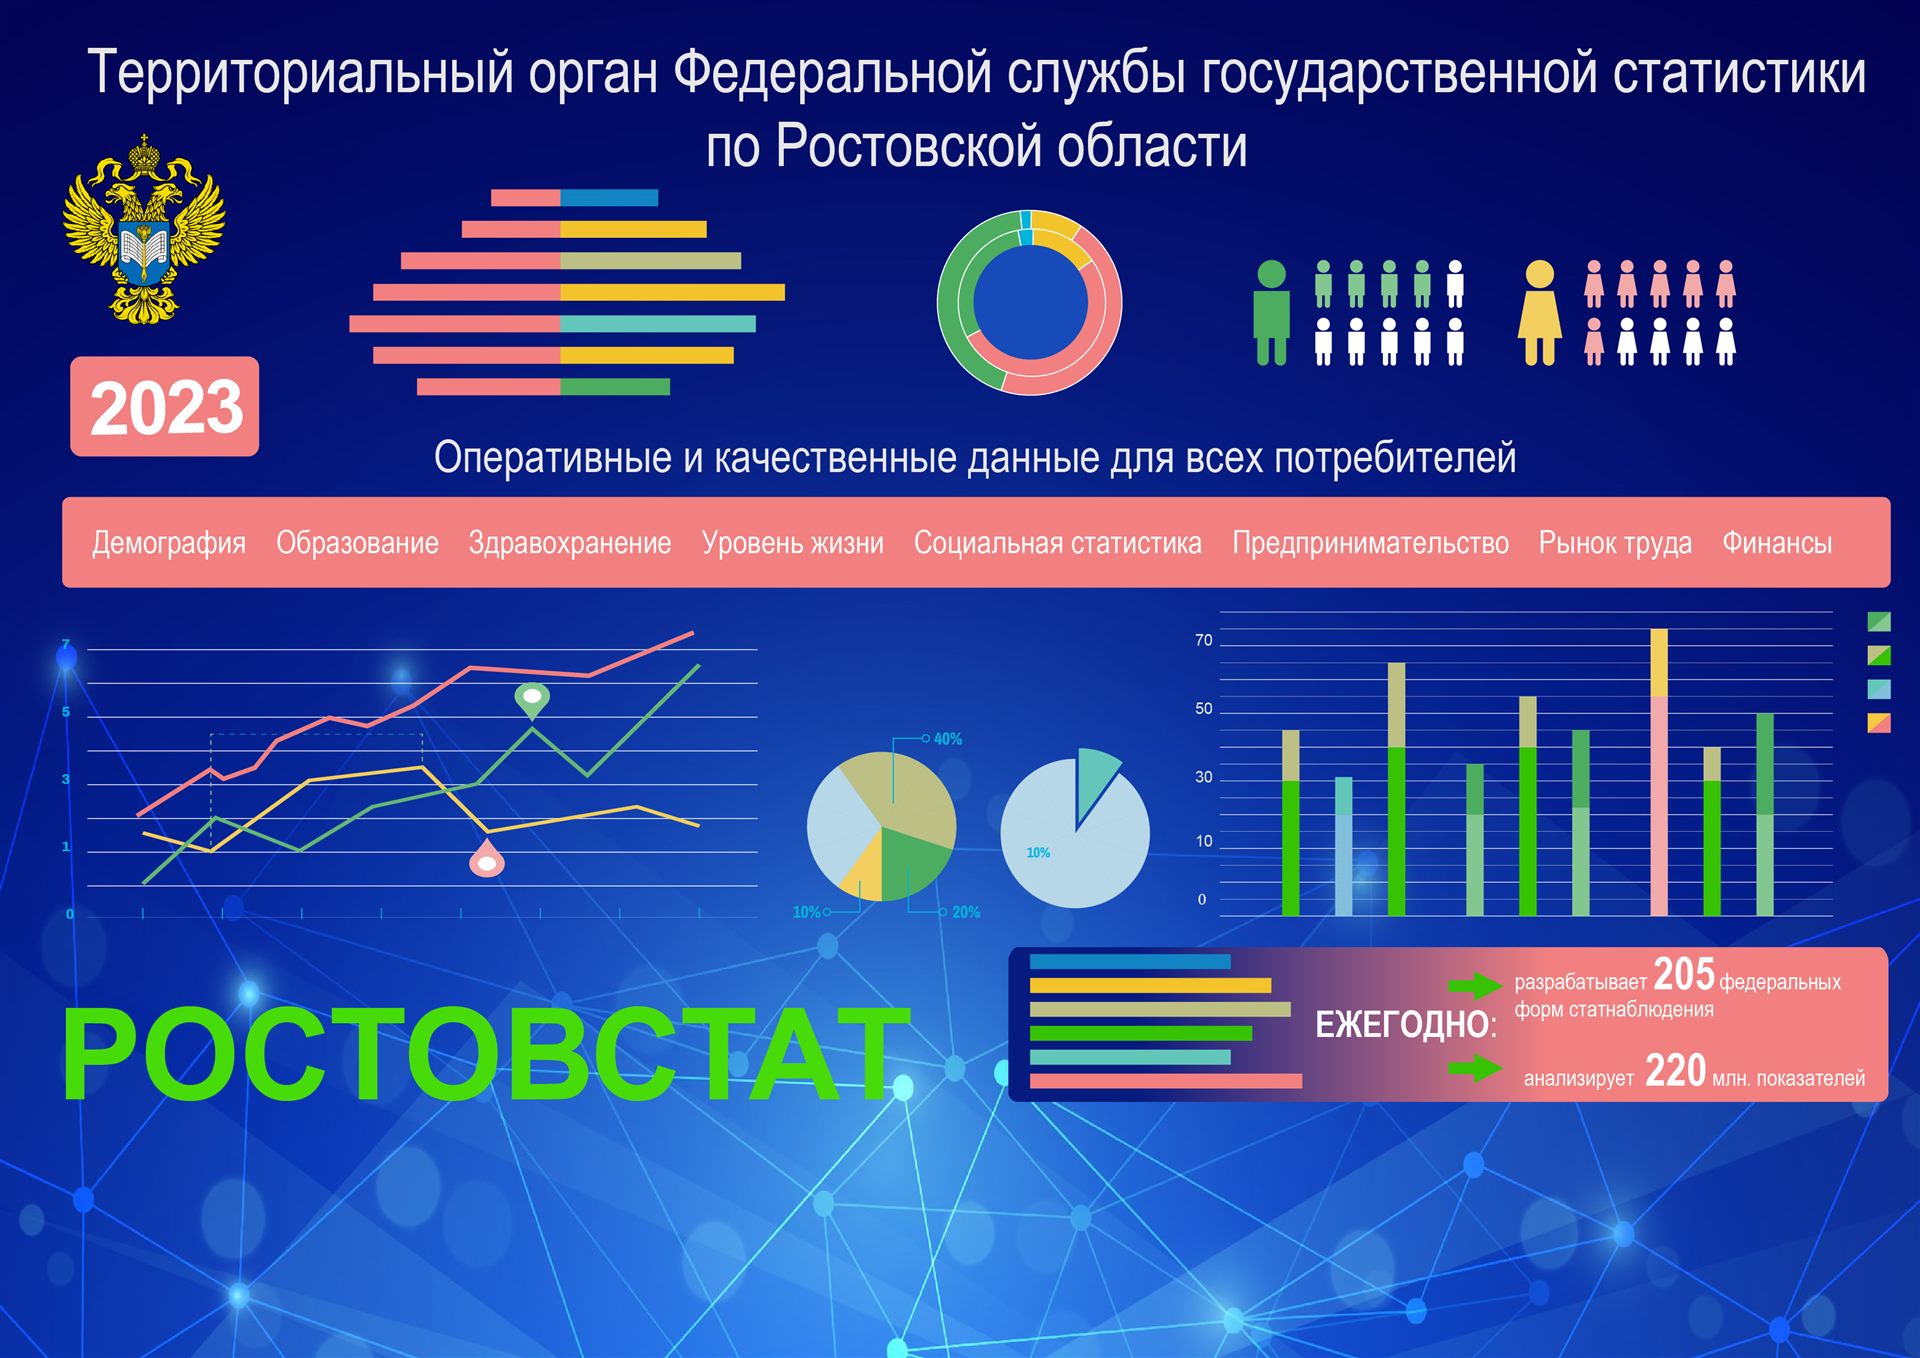 Территориальный орган Федеральной службы государственной статистики
по Ростовской области
2023
Оперативные и качественные данные для всех потребителей
Демография Образование Здравохранение Уровень жизни Социальная статистика Предпринимательство Рынок труда Финансы
7
5
3
1
0
40%
10%
20%
10%
70
50
30
10
0
РОСТОВСТАТ
ЕЖЕГОДНО:
разрабатывает 205 федеральных
форм статнаблюдения
анализирует 220 млн. показателей